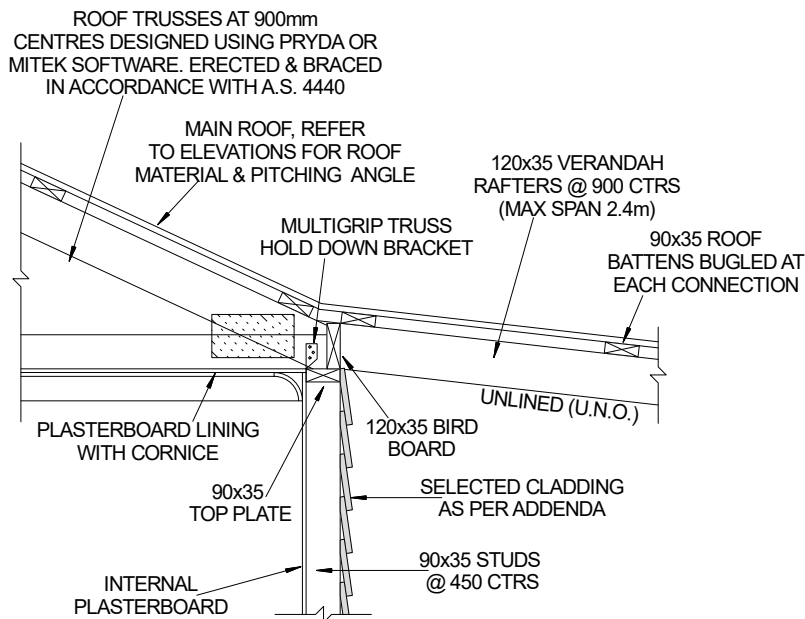 ROOF TRUSSES AT 900mm
CENTRES DESIGNED USING PRYDA OR
MITEK SOFTWARE. ERECTED & BRACED
IN ACCORDANCE WITH A.S. 4440
MAIN ROOF, REFER
TO ELEVATIONS FOR ROOF
MATERIAL & PITCHING ANGLE
120x35 VERANDAH
RAFTERS @ 900 CTRS
(MAX SPAN 2.4m)
MULTIGRIP TRUSS
HOLD DOWN BRACKET
90x35 ROOF
BATTENS BUGLED AT
EACH CONNECTION
UNLINED (U.N.O.)
PLASTERBOARD LINING
WITH CORNICE
120x35 BIRD
BOARD
90x35
TOP PLATE
SELECTED CLADDING
AS PER ADDENDA
INTERNAL
PLASTERBOARD
90x35 STUDS
@ 450 CTRS